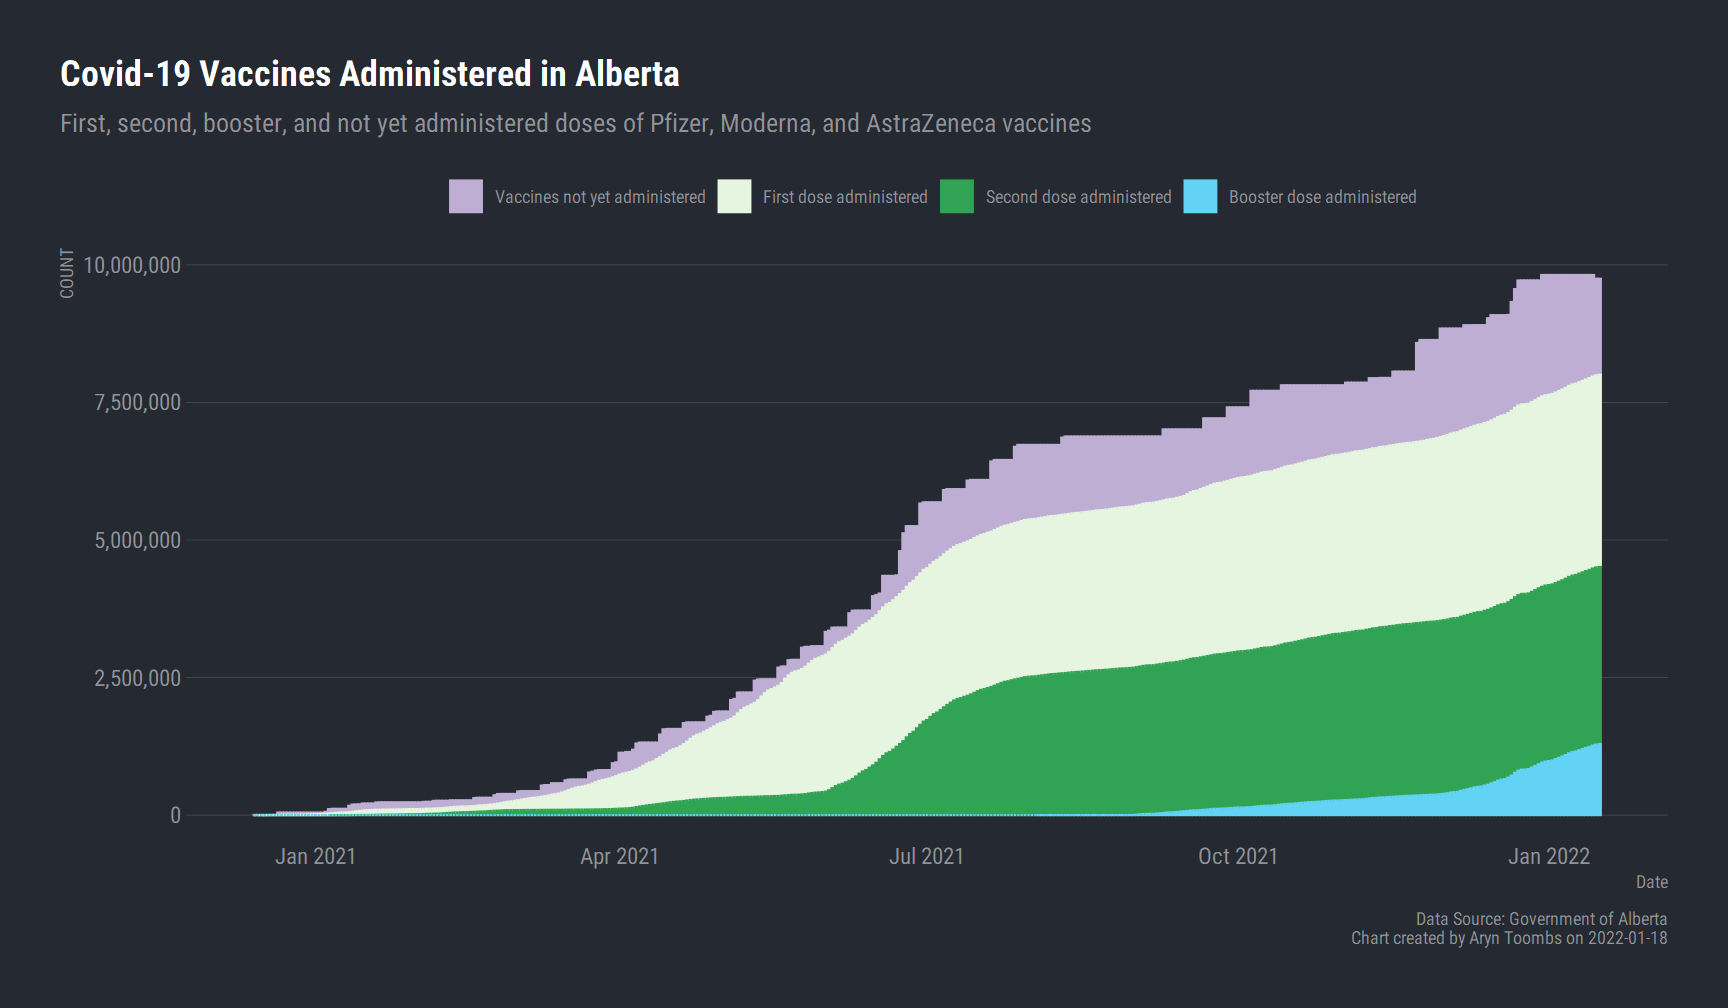 Covid-19 Vaccines Administered in Alberta
First, second, booster, and not yet administered doses of Pfizer, Moderna, and AstraZeneca vaccines
Vaccines not yet administered First dose administered Second dose administered Booster dose administered
COUNT
10,000,000
7,500,000
5,000,000
2,500,000
0
Jan 2021 Apr 2021 Jul 2021 Oct 2021 Jan 2022
Date
Data Source: Government of Alberta
Chart created by Aryn Toombs on 2022-01-18